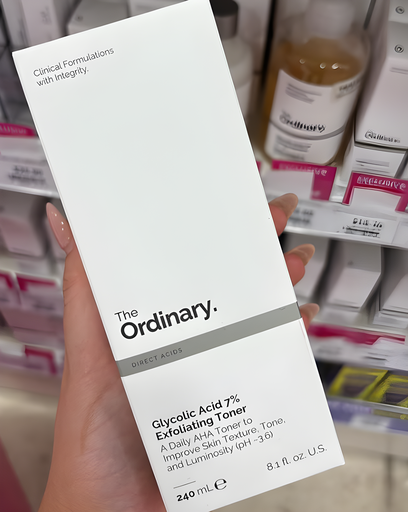 Clinical Formulations
with Integrity.
The
Ordinary.
DIRECT ACIDS
Glycolic Acid 7%
Exfoliating Toner
A Daily AHA Toner to
Improve Skin Texture, Tone,
and Luminosity (pH ~3.6)
240 mL ℮
8.1 fl. oz. U.S.
Ordinary.